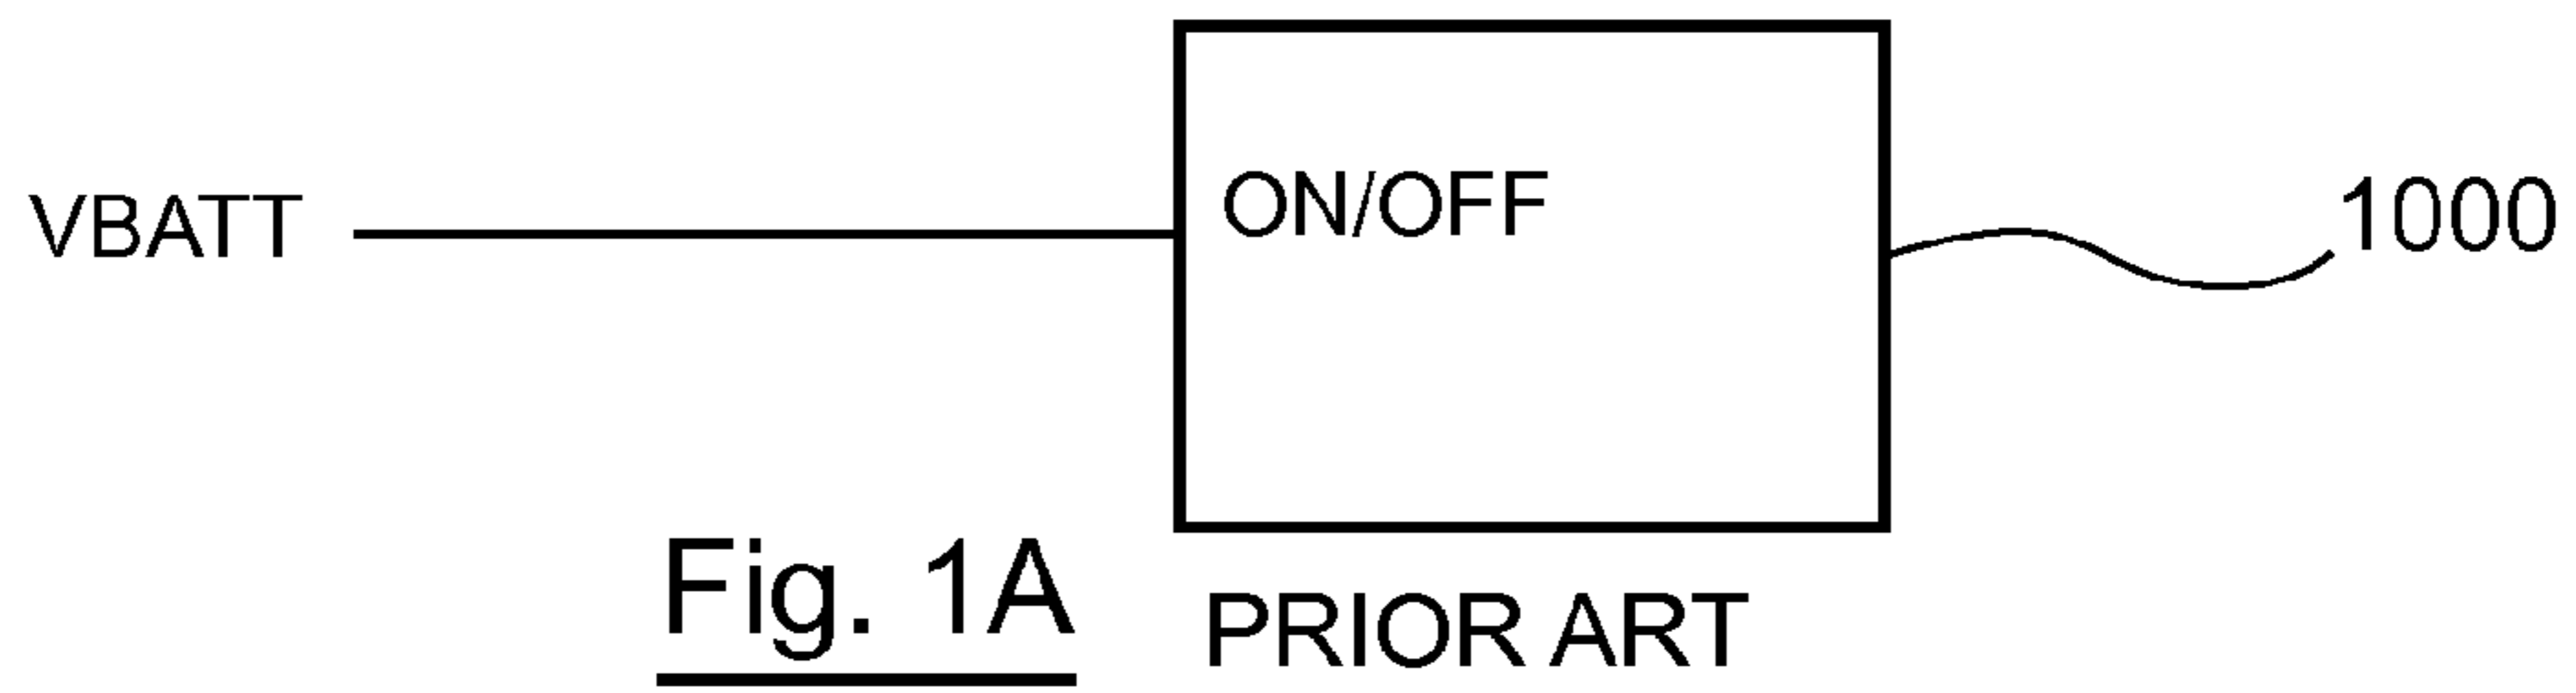 VBATT
ON/OFF
1000
Fig. 1A
PRIOR ART